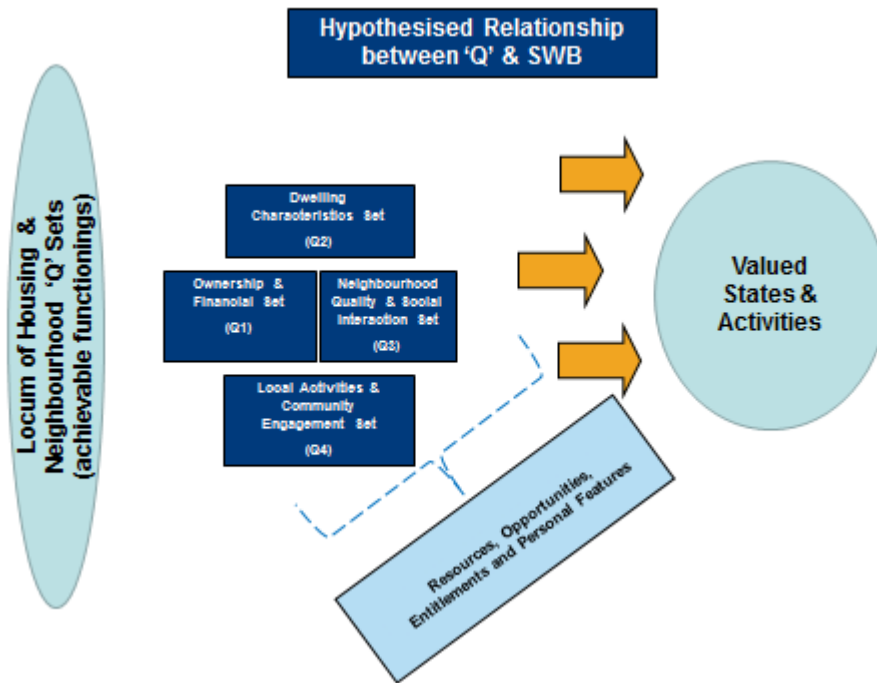 Hypothesised Relationship
between ‘Q’ & SWB
Locum of Housing &
Neighbourhood ‘Q’ Sets
(achievable functionings)
Dwelling
Characteristics Set
(Q2)
Ownership &
Financial Set
(Q1)
Neighbourhood
Quality & Social
Interaction Set
(Q3)
Local Activities &
Community
Engagement Set
(Q4)
Valued
States &
Activities
Resources, Opportunities,
Entitlements and Personal Features